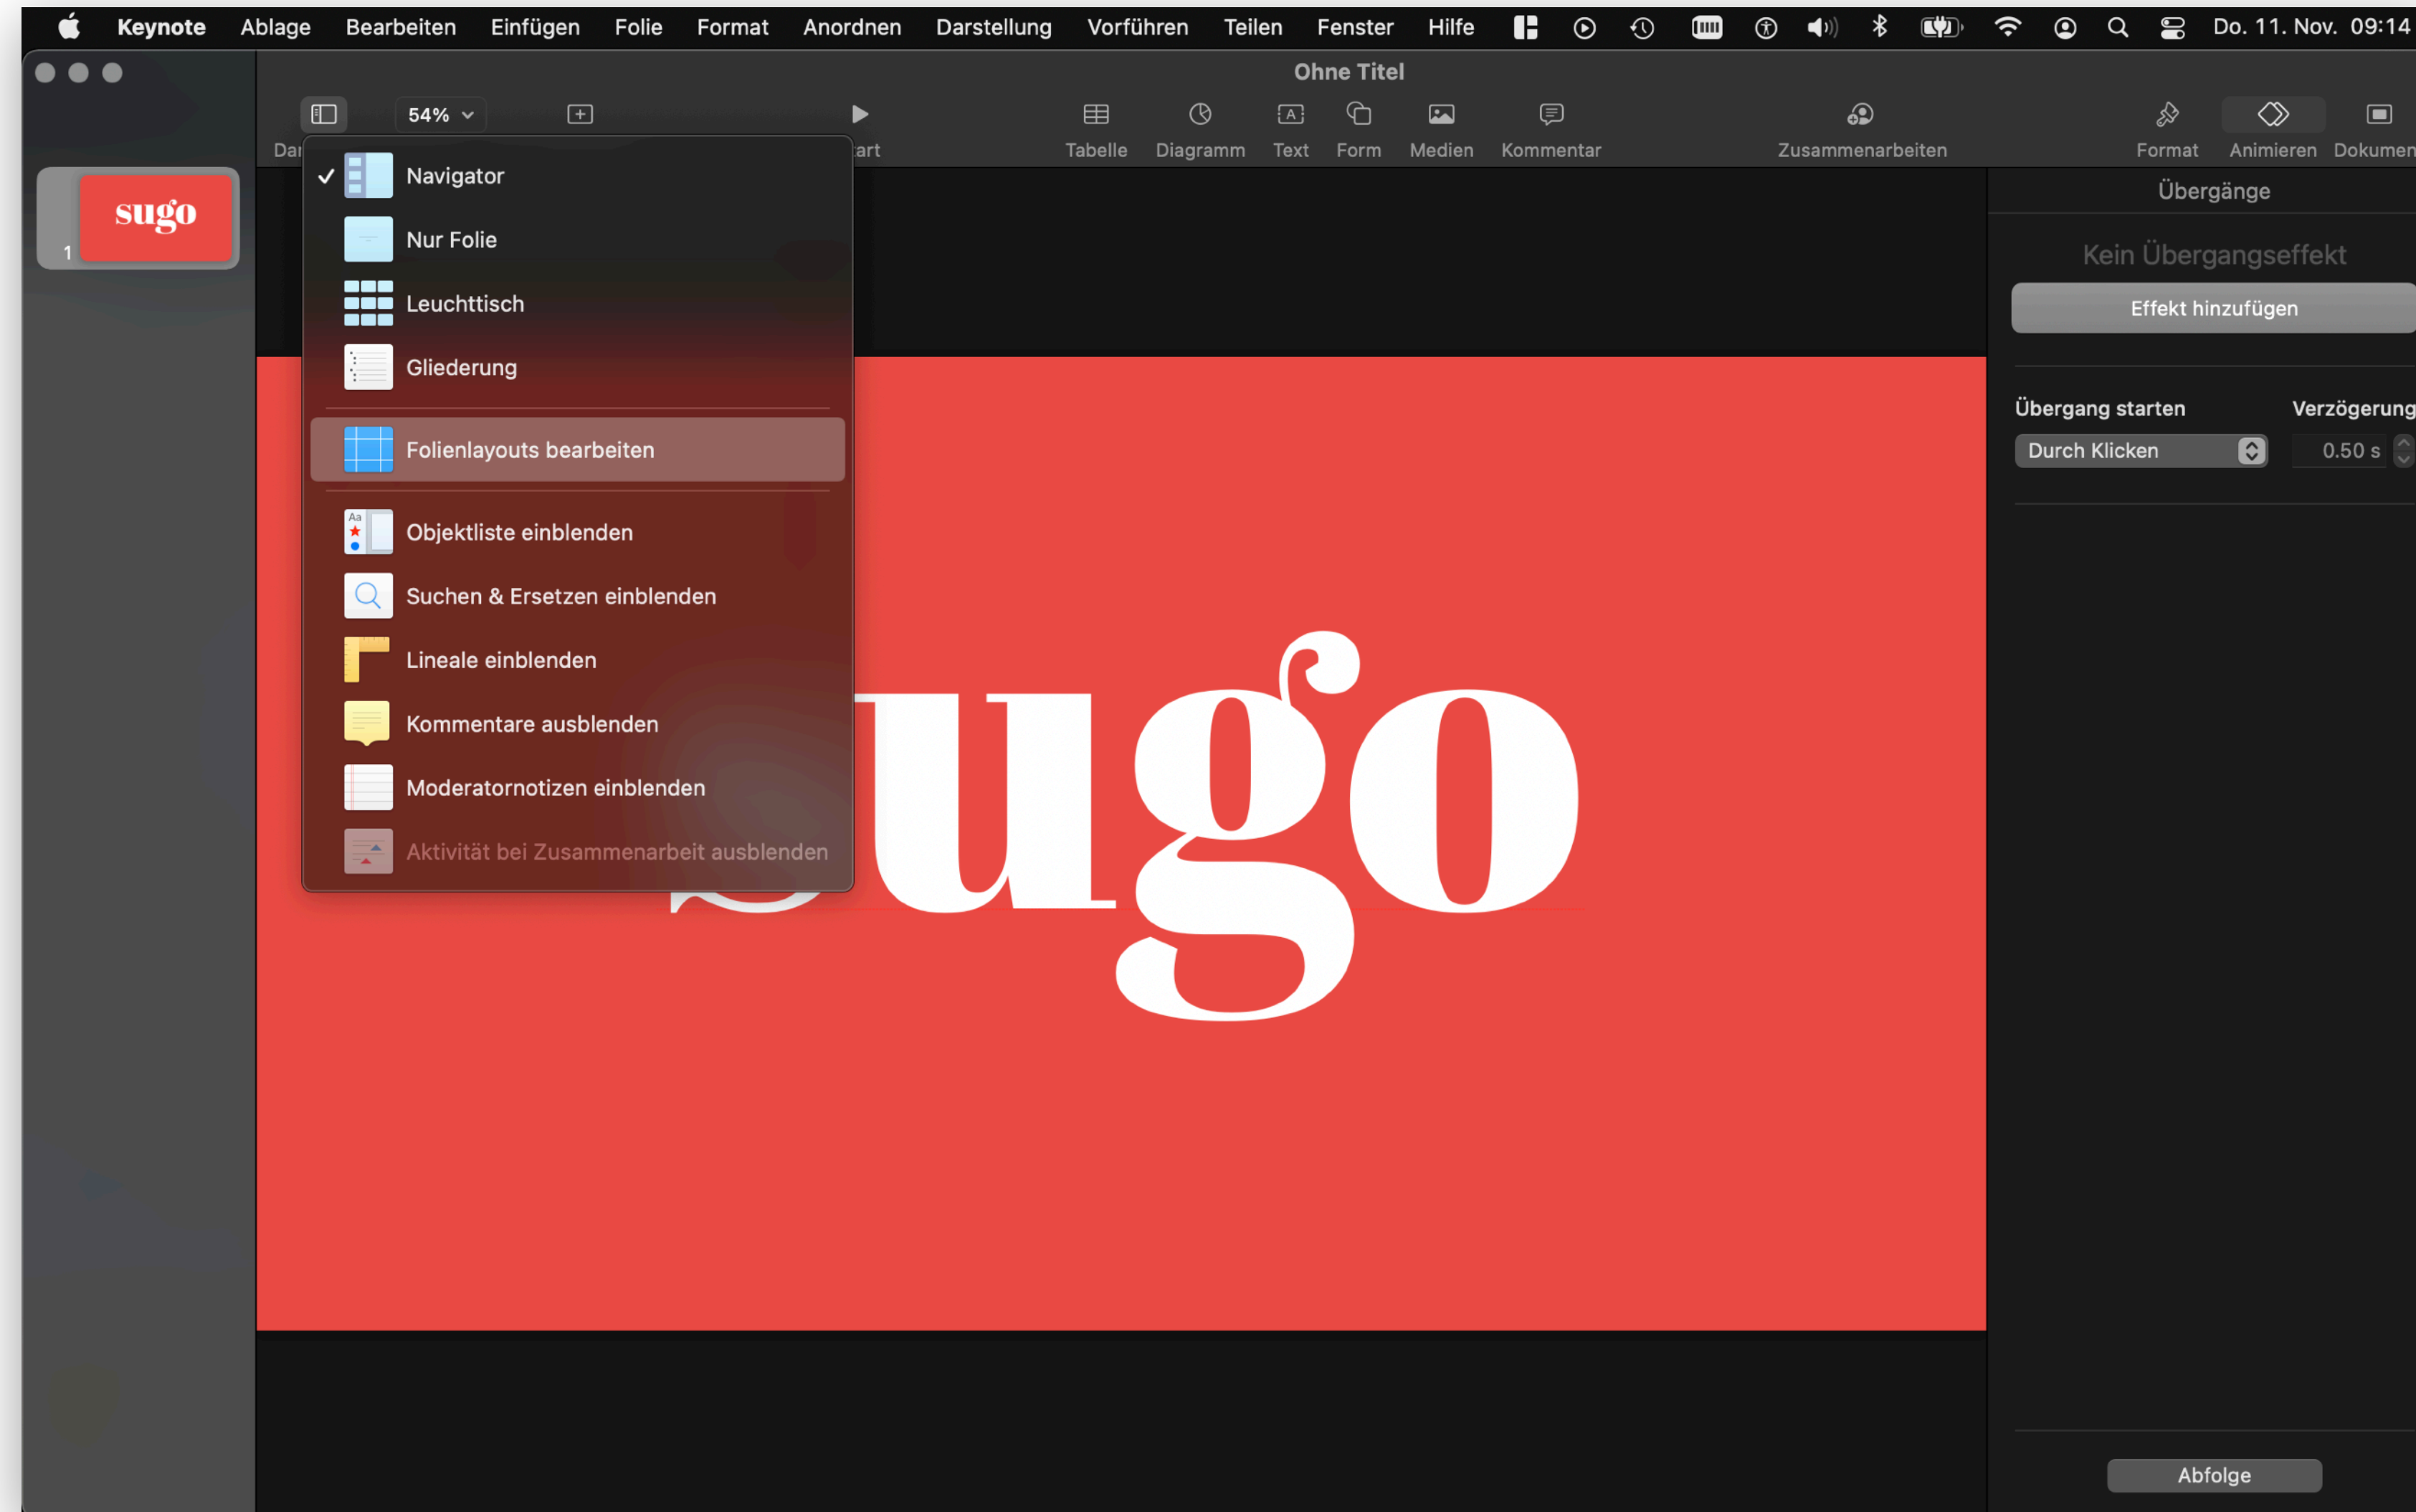 Keynote Ablage Bearbeiten Einfügen Folie Format Anordnen Darstellung Vorführen Teilen Fenster Hilfe Do. 11. Nov. 09:14
Ohne Titel
54%
Tabelle Diagramm Text Form Medien Kommentar Zusammenarbeiten Format Animieren Dokumen
Navigator
Nur Folie
Leuchttisch
Gliederung
Folienlayouts bearbeiten
Objektliste einblenden
Suchen & Ersetzen einblenden
Lineale einblenden
Kommentare ausblenden
Moderatornotizen einblenden
Aktivität bei Zusammenarbeit ausblenden
sugo
1
ugo
Übergänge
Kein Übergangseffekt
Effekt hinzufügen
Übergang starten Verzögerung
Durch Klicken 0.50 s
Abfolge